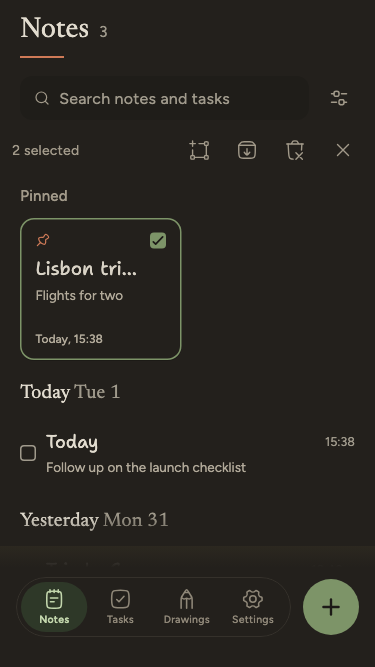 Notes 3
Search notes and tasks
2 selected
Pinned
Lisbon tri...
Flights for two
Today, 15:38
Today Tue 1
Today 15:38
Follow up on the launch checklist
Yesterday Mon 31
Notes Tasks Drawings Settings